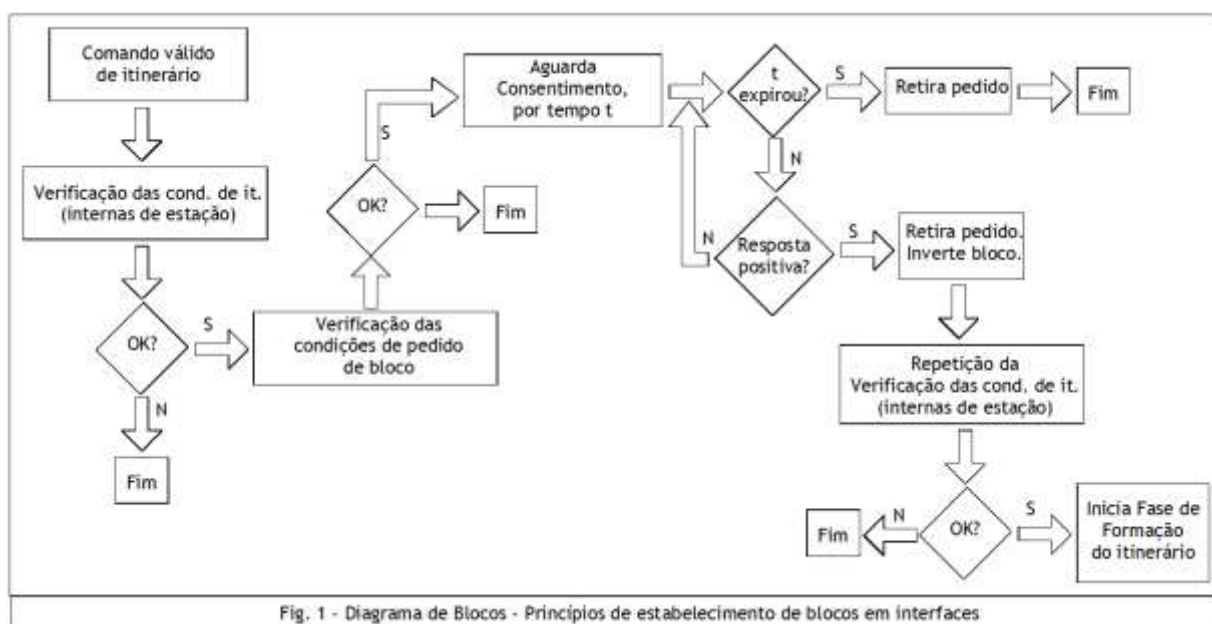 Comando válido
de itinerário
Verificação das cond. de it.
(internas de estação)
OK?
N
Fim
S
Verificação das
condições de pedido
de bloco
OK?
Fim
S
Aguarda
Consentimento,
por tempo t
t
expirou?
S
Retira pedido
Fim
N
Resposta
positiva?
N
S
Retira pedido.
Inverte bloco.
Repetição da
Verificação das cond. de it.
(internas de estação)
OK?
N
Fim
S
Inicia Fase de
Formação
do itinerário
Fig. 1 - Diagrama de Blocos - Princípios de estabelecimento de blocos em interfaces